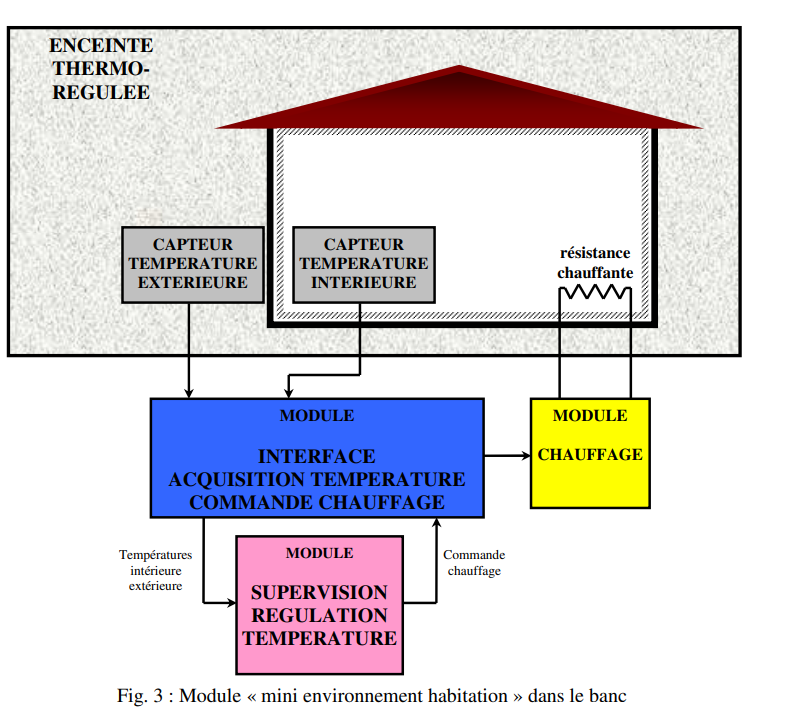 ENCEINTE
THERMO-
REGULEE
CAPTEUR
TEMPERATURE
EXTERIEURE
CAPTEUR
TEMPERATURE
INTERIEURE
résistance
chauffante
MODULE
INTERFACE
ACQUISITION TEMPERATURE
COMMANDE CHAUFFAGE
MODULE
CHAUFFAGE
Températures
intérieure
extérieure
MODULE
SUPERVISION
REGULATION
TEMPERATURE
Commande
chauffage
Fig. 3 : Module « mini environnement habitation » dans le banc